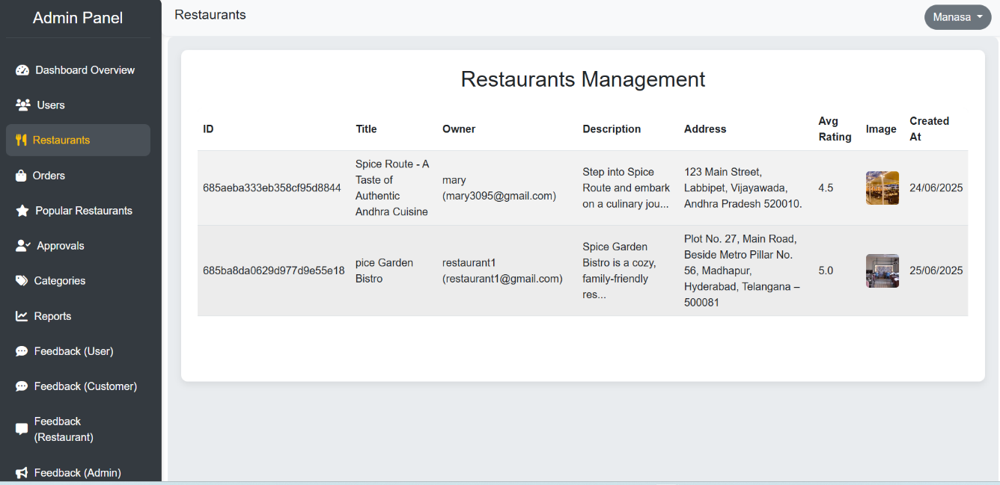 Admin Panel
Dashboard Overview
Users
Restaurants
Orders
Popular Restaurants
Approvals
Categories
Reports
Feedback (User)
Feedback (Customer)
Feedback
(Restaurant)
Feedback (Admin)
Restaurants
Manasa
Restaurants Management
ID
Title
Owner
Description
Address
Avg
Rating
Image
Created
At
685aeba333eb358cf95d8844
Spice Route - A
Taste of
Authentic
Andhra Cuisine
mary
(mary3095@gmail.com)
Step into Spice
Route and embark
on a culinary jou...
123 Main Street,
Labbipet, Vijayawada,
Andhra Pradesh 520010.
4.5
24/06/2025
685ba8da0629d977d9e55e18
pice Garden
Bistro
restaurant1
(restaurant1@gmail.com)
Spice Garden
Bistro is a cozy,
family-friendly
res...
Plot No. 27, Main Road,
Beside Metro Pillar No.
56, Madhapur,
Hyderabad, Telangana –
500081
5.0
25/06/2025